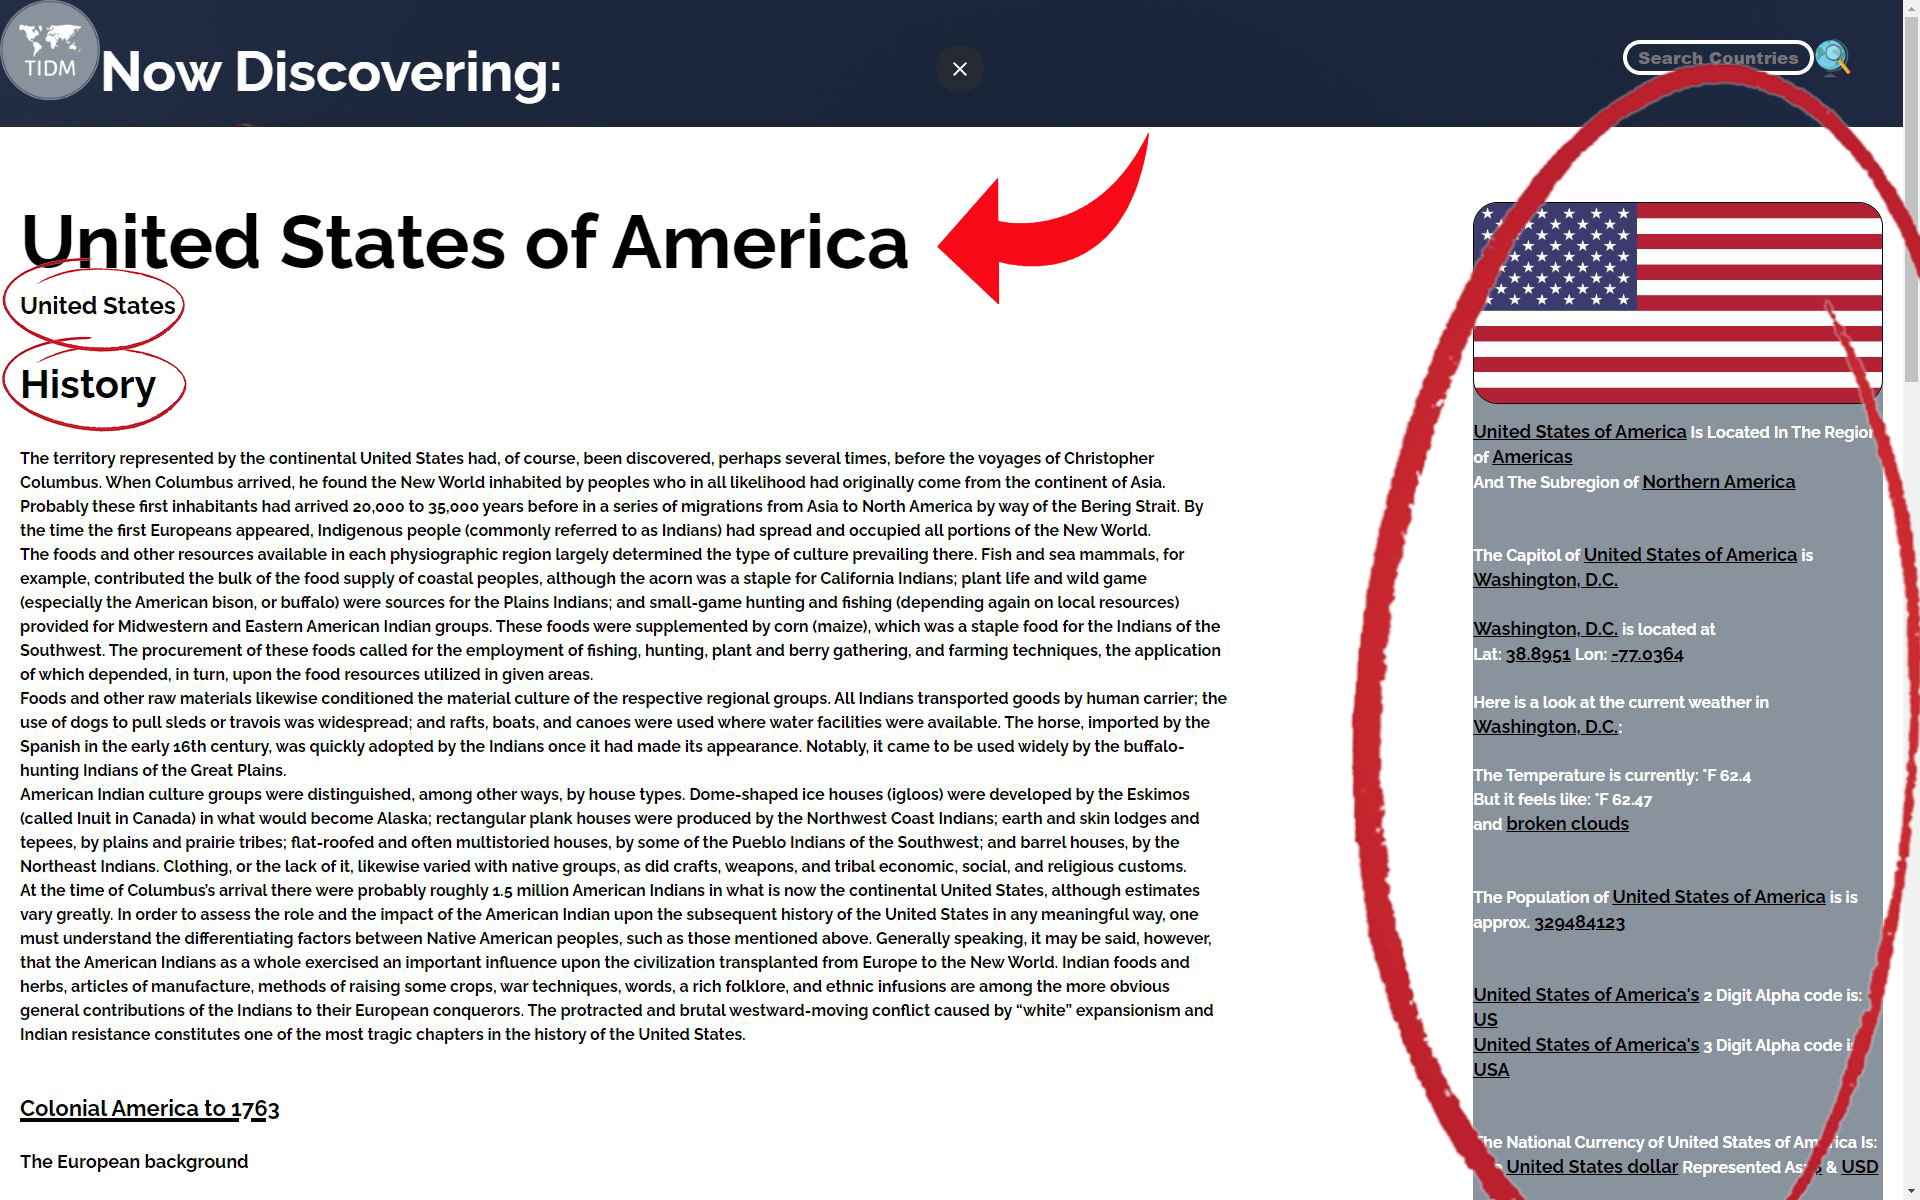 TIDM
Now Discovering:
Search Countries
United States of America
United States
History
The territory represented by the continental United States had, of course, been discovered, perhaps several times, before the voyages of Christopher
Columbus. When Columbus arrived, he found the New World inhabited by peoples who in all likelihood had originally come from the continent of Asia.
Probably these first inhabitants had arrived 20,000 to 35,000 years before in a series of migrations from Asia to North America by way of the Bering Strait. By
the time the first Europeans appeared, Indigenous people (commonly referred to as Indians) had spread and occupied all portions of the New World.
The foods and other resources available in each physiographic region largely determined the type of culture prevailing there. Fish and sea mammals, for
example, contributed the bulk of the food supply of coastal peoples, although the acorn was a staple for California Indians; plant life and wild game
(especially the American bison, or buffalo) were sources for the Plains Indians; and small-game hunting and fishing (depending again on local resources)
provided for Midwestern and Eastern American Indian groups. These foods were supplemented by corn (maize), which was a staple food for the Indians of the
Southwest. The procurement of these foods called for the employment of fishing, hunting, plant and berry gathering, and farming techniques, the application
of which depended, in turn, upon the food resources utilized in given areas.
Foods and other raw materials likewise conditioned the material culture of the respective regional groups. All Indians transported goods by human carrier; the
use of dogs to pull sleds or travois was widespread; and rafts, boats, and canoes were used where water facilities were available. The horse, imported by the
Spanish in the early 16th century, was quickly adopted by the Indians once it had made its appearance. Notably, it came to be used widely by the buffalo-
hunting Indians of the Great Plains.
American Indian culture groups were distinguished, among other ways, by house types. Dome-shaped ice houses (igloos) were developed by the Eskimos
(called Inuit in Canada) in what would become Alaska; rectangular plank houses were produced by the Northwest Coast Indians; earth and skin lodges and
tepees, by plains and prairie tribes; flat-roofed and often multistoried houses, by some of the Pueblo Indians of the Southwest; and barrel houses, by the
Northeast Indians. Clothing, or the lack of it, likewise varied with native groups, as did crafts, weapons, and tribal economic, social, and religious customs.
At the time of Columbus's arrival there were probably roughly 1.5 million American Indians in what is now the continental United States, although estimates
vary greatly. In order to assess the role and the impact of the American Indian upon the subsequent history of the United States in any meaningful way, one
must understand the differentiating factors between Native American peoples, such as those mentioned above. Generally speaking, it may be said, however,
that the American Indians as a whole exercised an important influence upon the civilization transplanted from Europe to the New World. Indian foods and
herbs, articles of manufacture, methods of raising some crops, war techniques, words, a rich folklore, and ethnic infusions are among the more obvious
general contributions of the Indians to their European conquerors. The protracted and brutal westward-moving conflict caused by “white” expansionism and
Indian resistance constitutes one of the most tragic chapters in the history of the United States.
Colonial America to 1763
The European background
United States of America Is Located In The Region
of Americas
And The Subregion of Northern America
The Capitol of United States of America is
Washington, D.C.
Washington, D.C. is located at
Lat: 38.8951 Lon: -77.0364
Here is a look at the current weather in
Washington, D.C.:
The Temperature is currently: °F 62.4
But it feels like: °F 62.47
and broken clouds
The Population of United States of America is is
approx. 329484123
United States of America's 2 Digit Alpha code is:
US
United States of America's 3 Digit Alpha code is
USA
The National Currency of United States of America Is:
United States dollar Represented As: & USD